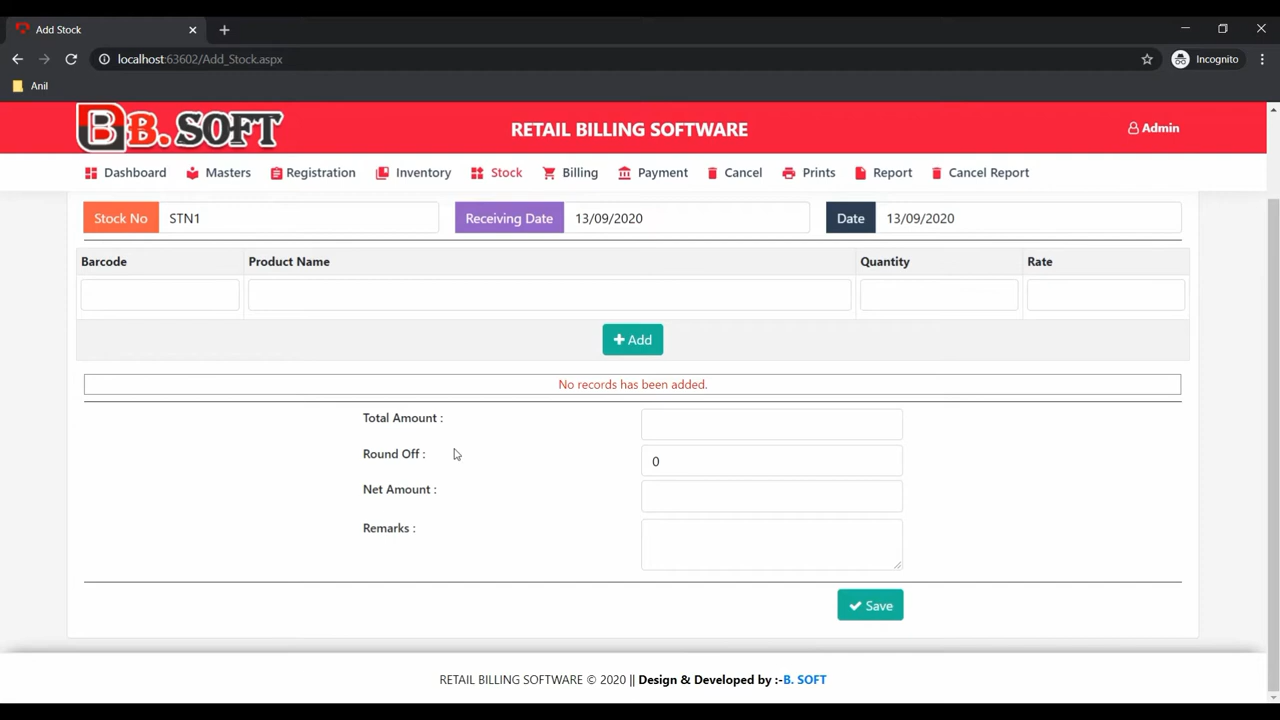 Add Stock
localhost:63602/Add_Stock.aspx
Incognito
Anil
B B. SOFT
RETAIL BILLING SOFTWARE
Admin
Dashboard Masters Registration Inventory Stock Billing Payment Cancel Prints Report Cancel Report
Stock No STN1 Receiving Date 13/09/2020 Date 13/09/2020
Barcode Product Name Quantity Rate
+ Add
No records has been added.
Total Amount :
Round Off : 0
Net Amount :
Remarks :
Save
RETAIL BILLING SOFTWARE © 2020 || Design & Developed by :-B. SOFT